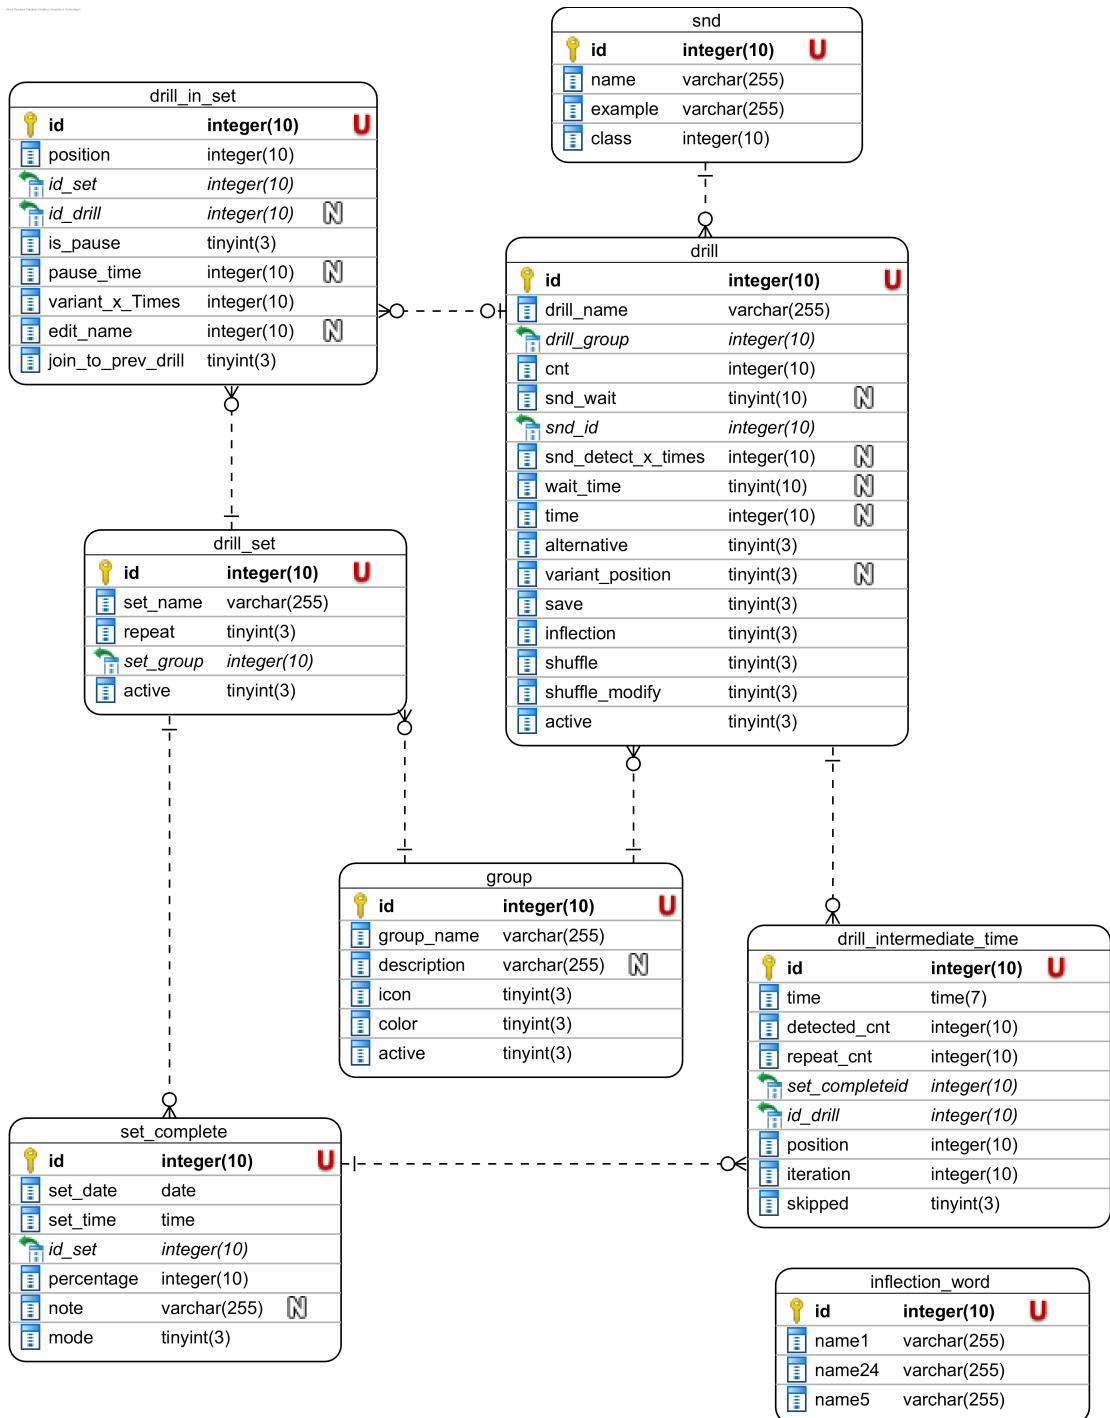 snd
id integer(10) U
name varchar(255)
example varchar(255)
class integer(10)
drill_in_set
id integer(10) U
position integer(10)
id_set integer(10)
id_drill integer(10) N
is_pause tinyint(3)
pause_time integer(10) N
variant_x_Times integer(10)
edit_name integer(10) N
join_to_prev_drill tinyint(3)
drill
id integer(10) U
drill_name varchar(255)
drill_group integer(10)
cnt integer(10)
snd_wait tinyint(10) N
snd_id integer(10)
snd_detect_x_times integer(10) N
wait_time tinyint(10) N
time integer(10) N
alternative tinyint(3)
variant_position tinyint(3) N
save tinyint(3)
inflection tinyint(3)
shuffle tinyint(3)
shuffle_modify tinyint(3)
active tinyint(3)
drill_set
id integer(10) U
set_name varchar(255)
repeat tinyint(3)
set_group integer(10)
active tinyint(3)
group
id integer(10) U
group_name varchar(255)
description varchar(255) N
icon tinyint(3)
color tinyint(3)
active tinyint(3)
drill_intermediate_time
id integer(10) U
time time(7)
detected_cnt integer(10)
repeat_cnt integer(10)
set_completeid integer(10)
id_drill integer(10)
position integer(10)
iteration integer(10)
skipped tinyint(3)
set_complete
id integer(10) U
set_date date
set_time time
id_set integer(10)
percentage integer(10)
note varchar(255) N
mode tinyint(3)
inflection_word
id integer(10) U
name1 varchar(255)
name24 varchar(255)
name5 varchar(255)